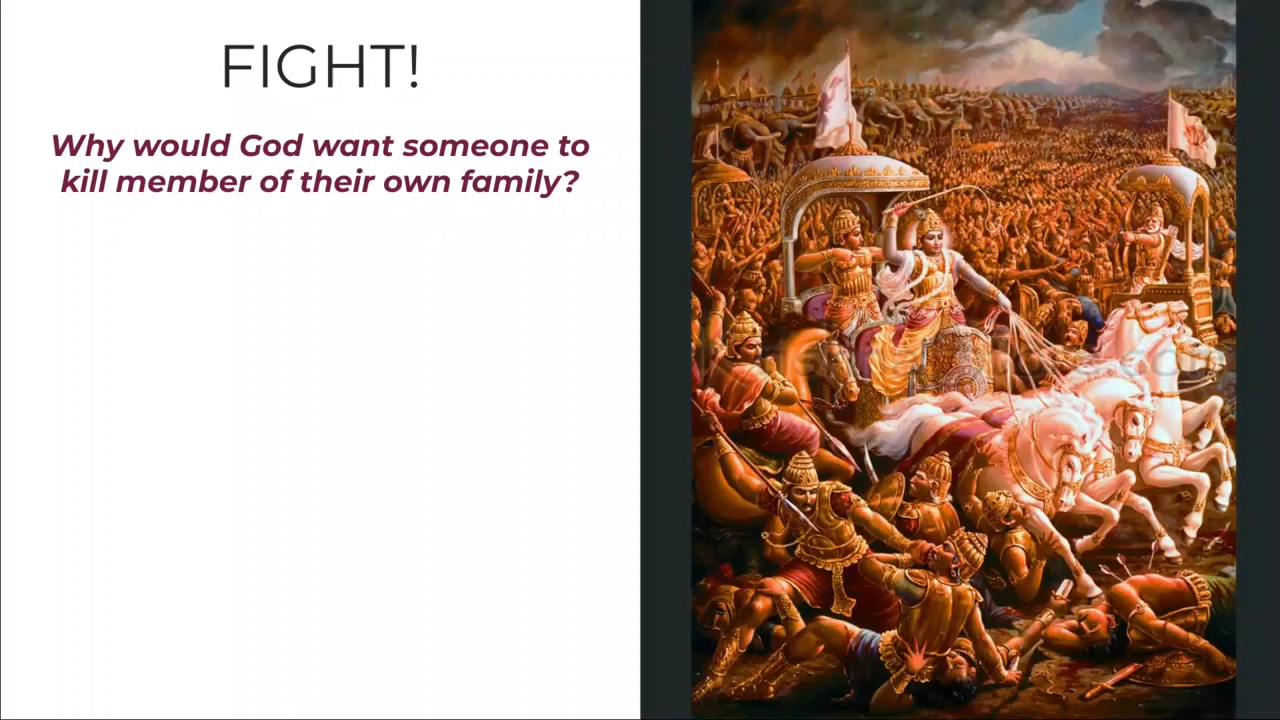 FIGHT!
Why would God want someone to
kill member of their own family?